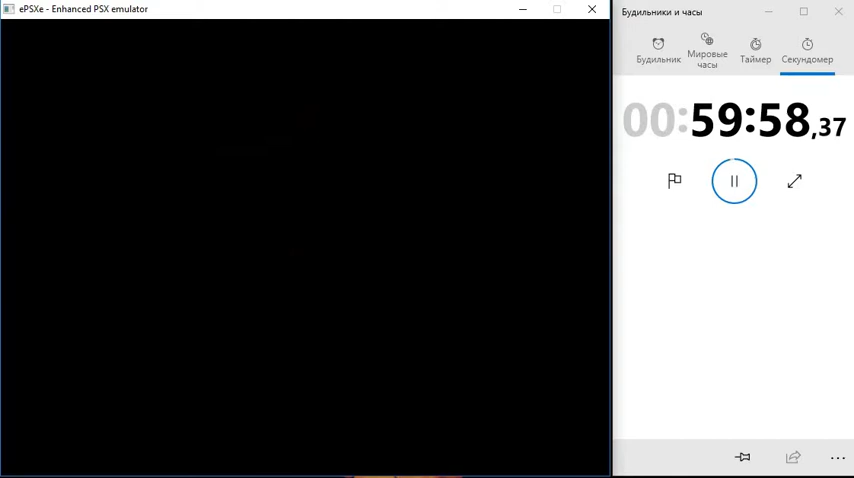 ePSXe - Enhanced PSX emulator
Будильники и часы
Будильник
Мировые часы
Таймер
Секундомер
00:59:58,37